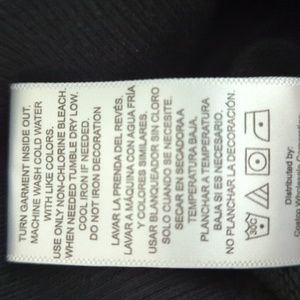 TURN GARMENT INSIDE OUT.
MACHINE WASH COLD WATER
WITH LIKE COLORS.
USE ONLY NON-CHLORINE BLEACH.
WHEN NEEDED TUMBLE DRY LOW.
COOL IRON IF NEEDED.
DO NOT IRON DECORATION
LAVAR LA PRENDA DEL REVÉS.
LAVAR A MÁQUINA CON AGUA FRÍA
Y COLORES SIMILARES.
USAR BLANQUEADOR SIN CLORO
SOLO CUANDO SE NECESITE.
SECAR EN SECADORA A
TEMPERATURA BAJA.
PLANCHAR A TEMPERATURA
BAJA SI ES NECESARIO.
NO PLANCHAR LA DECORACIÓN.
30C
Distributed by: